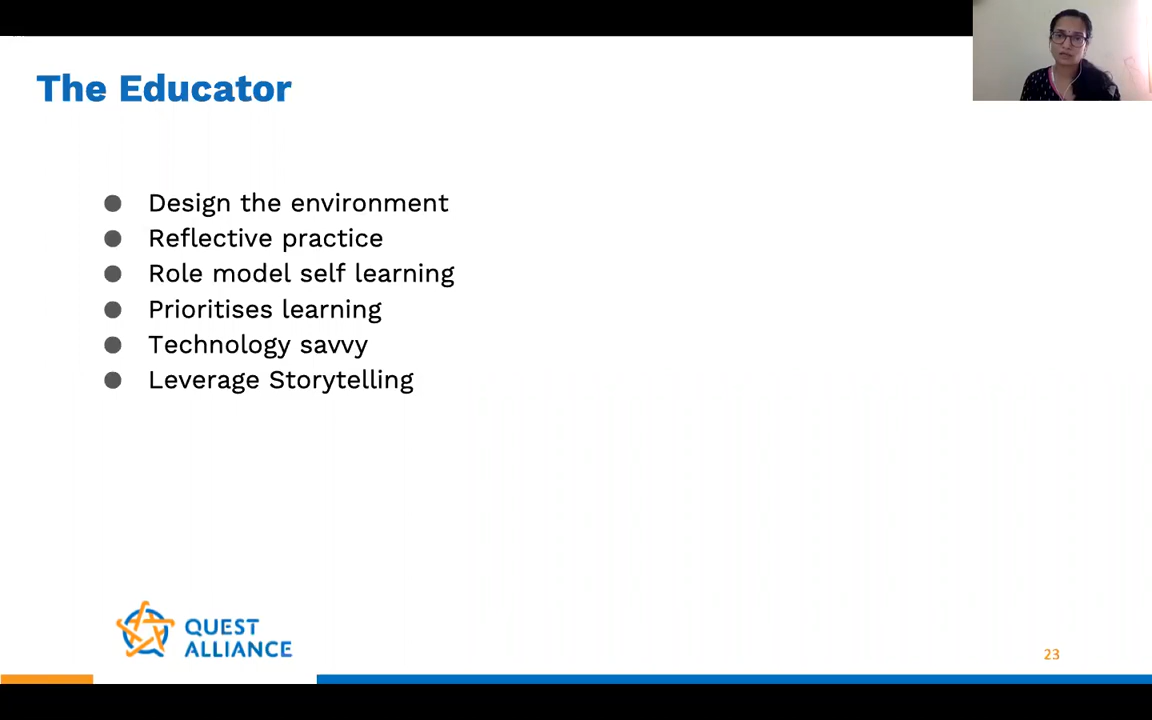 The Educator
● Design the environment
● Reflective practice
● Role model self learning
● Prioritises learning
● Technology savvy
● Leverage Storytelling
QUEST
ALLIANCE
23